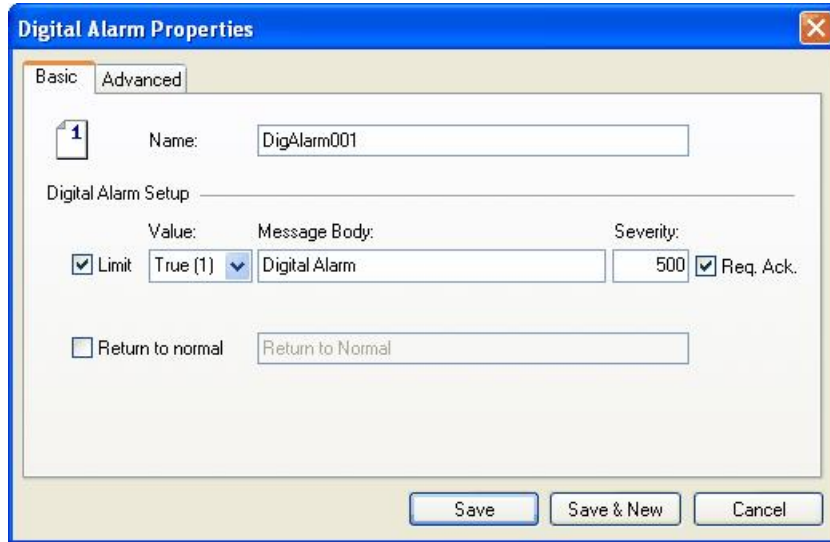 Digital Alarm Properties
Basic Advanced
1 Name: DigAlarm001
Digital Alarm Setup
Value: Message Body: Severity:
Limit True (1) Digital Alarm 500 Req. Ack.
Return to normal Return to Normal
Save Save & New Cancel